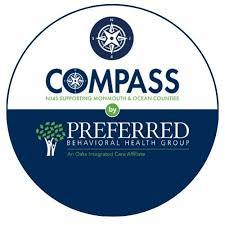 COMPASS
NJ4S SUPPORTING MONMOUTH & OCEAN COUNTIES
by
PREFERRED
BEHAVIORAL HEALTH GROUP
An Oaks Integrated Care Affiliate